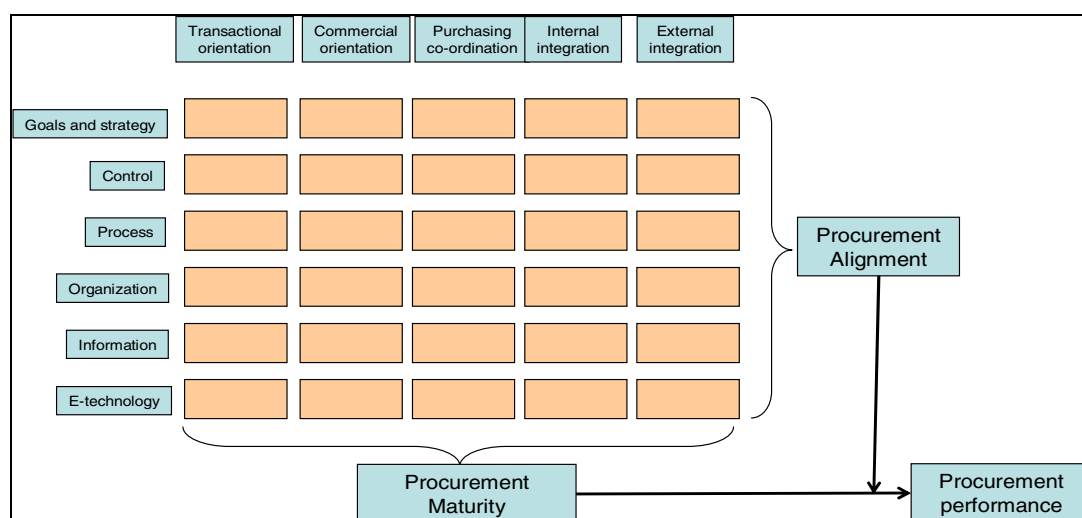 Transactional
orientation
Commercial
orientation
Purchasing
co-ordination
Internal
integration
External
integration
Goals and strategy
Control
Process
Organization
Information
E-technology
Procurement
Alignment
Procurement
Maturity
Procurement
performance